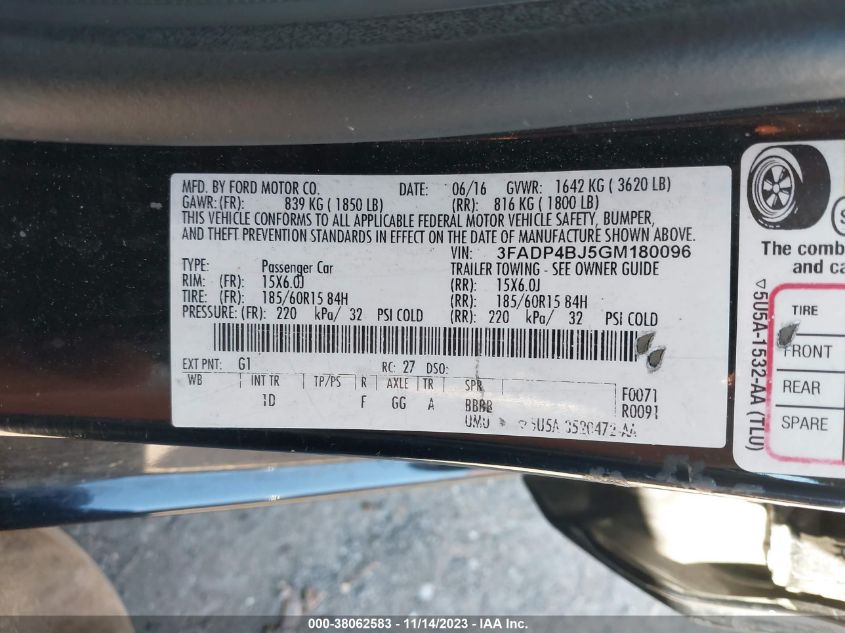 MFD. BY FORD MOTOR CO. DATE: 06/16 GVWR: 1642 KG ( 3620 LB)
GAWR: (FR): 839 KG ( 1850 LB) (RR): 816 KG ( 1800 LB)
THIS VEHICLE CONFORMS TO ALL APPLICABLE FEDERAL MOTOR VEHICLE SAFETY, BUMPER,
AND THEFT PREVENTION STANDARDS IN EFFECT ON THE DATE OF MANUFACTURE SHOWN ABOVE.
VIN: 3FADP4BJ5GM180096
TYPE: Passenger Car TRAILER TOWING - SEE OWNER GUIDE
RIM: (FR): 15X6.0J (RR): 15X6.0J
TIRE: (FR): 185/60R15 84H (RR): 185/60R15 84H
PRESSURE: (FR): 220 kPa/ 32 PSI COLD (RR): 220 kPa/ 32 PSI COLD
EXT PNT: G1 RC: 27 DSO:
WB INT TR TP/PS R AXLE TR SPR F0071
1D F GG A BBBB R0091
UMU 5U5A-3520472-AA
The comb
and ca
TIRE
FRONT
REAR
SPARE
5U5A-1532-AA (TLU)
000-38062583 - 11/14/2023 - IAA Inc.